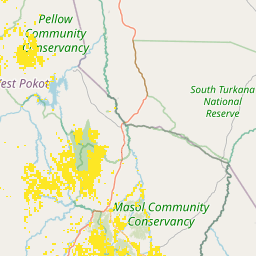 Pellow
Community
Conservancy
West Pokot
South Turkana
National
Reserve
Masol Community
Conservancy